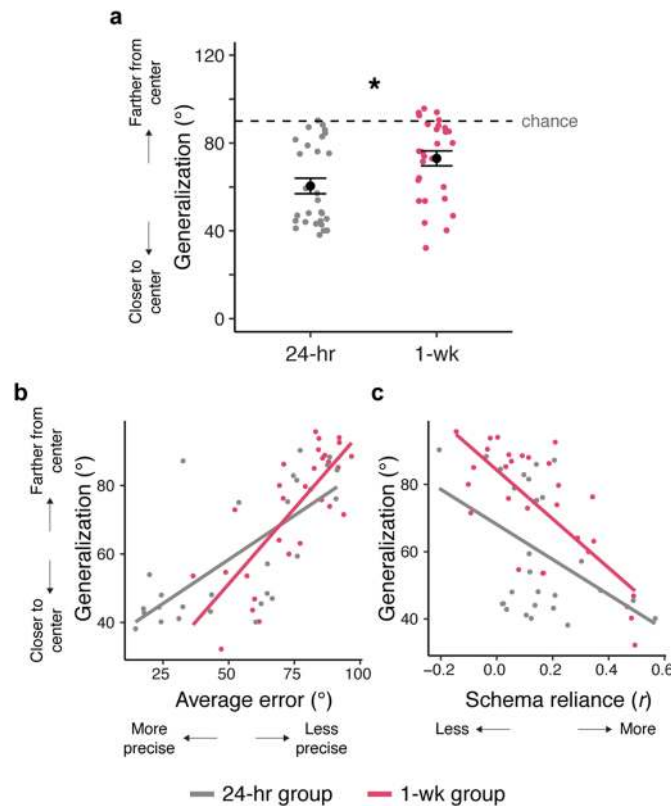 a
Farther from
center
Closer to
center
Generalization (°)
120
80
40
0
*
chance
24-hr
1-wk
b
Farther from
center
Closer to
center
Generalization (°)
80
60
40
25
50
75
100
Average error (°)
More
precise
Less
precise
c
Generalization (°)
80
60
40
−0.2
0.0
0.2
0.4
0.6
Schema reliance (r)
Less
More
24-hr group
1-wk group